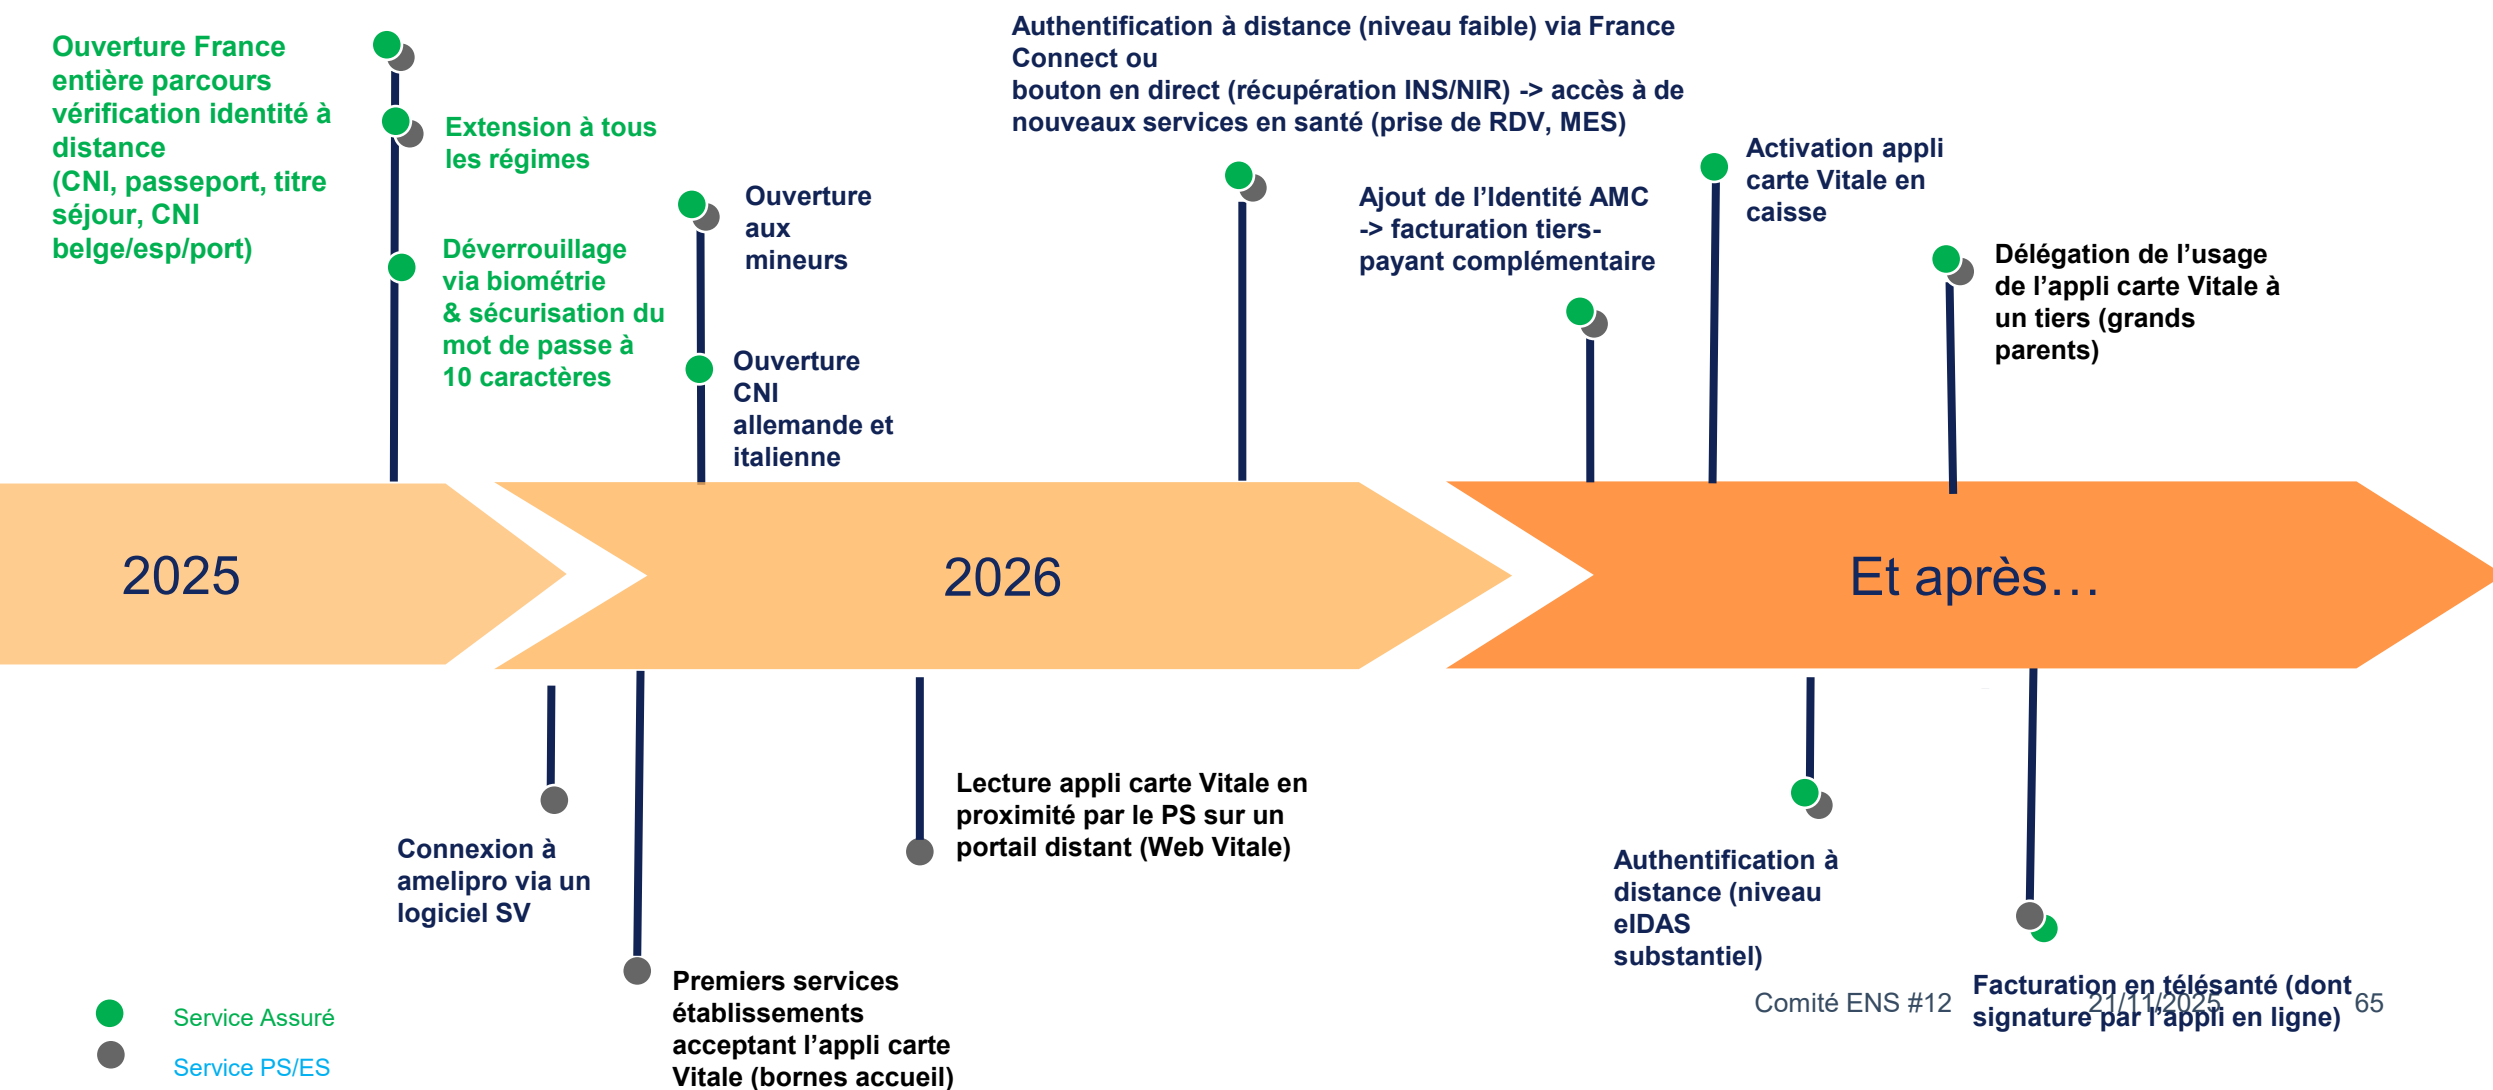 Ouverture France
entière parcours
vérification identité à
distance
(CNI, passeport, titre
séjour, CNI
belge/esp/port)
Extension à tous
les régimes
Déverrouillage
via biométrie
& sécurisation du
mot de passe à
10 caractères
Ouverture
aux
mineurs
Ouverture
CNI
allemande et
italienne
Authentification à distance (niveau faible) via France
Connect ou
bouton en direct (récupération INS/NIR) -> accès à de
nouveaux services en santé (prise de RDV, MES)
Ajout de l’Identité AMC
-> facturation tiers-
payant complémentaire
Activation appli
carte Vitale en
caisse
Délégation de l’usage
de l’appli carte Vitale à
un tiers (grands
parents)
2025
2026
Et après…
Connexion à
amelipro via un
logiciel SV
Premiers services
établissements
acceptant l’appli carte
Vitale (bornes accueil)
Lecture appli carte Vitale en
proximité par le PS sur un
portail distant (Web Vitale)
Authentification à
distance (niveau
eIDAS
substantiel)
Facturation en télésanté (dont
signature par l’appli en ligne)
Service Assuré
Service PS/ES
Comité ENS #12
21/11/2025
65